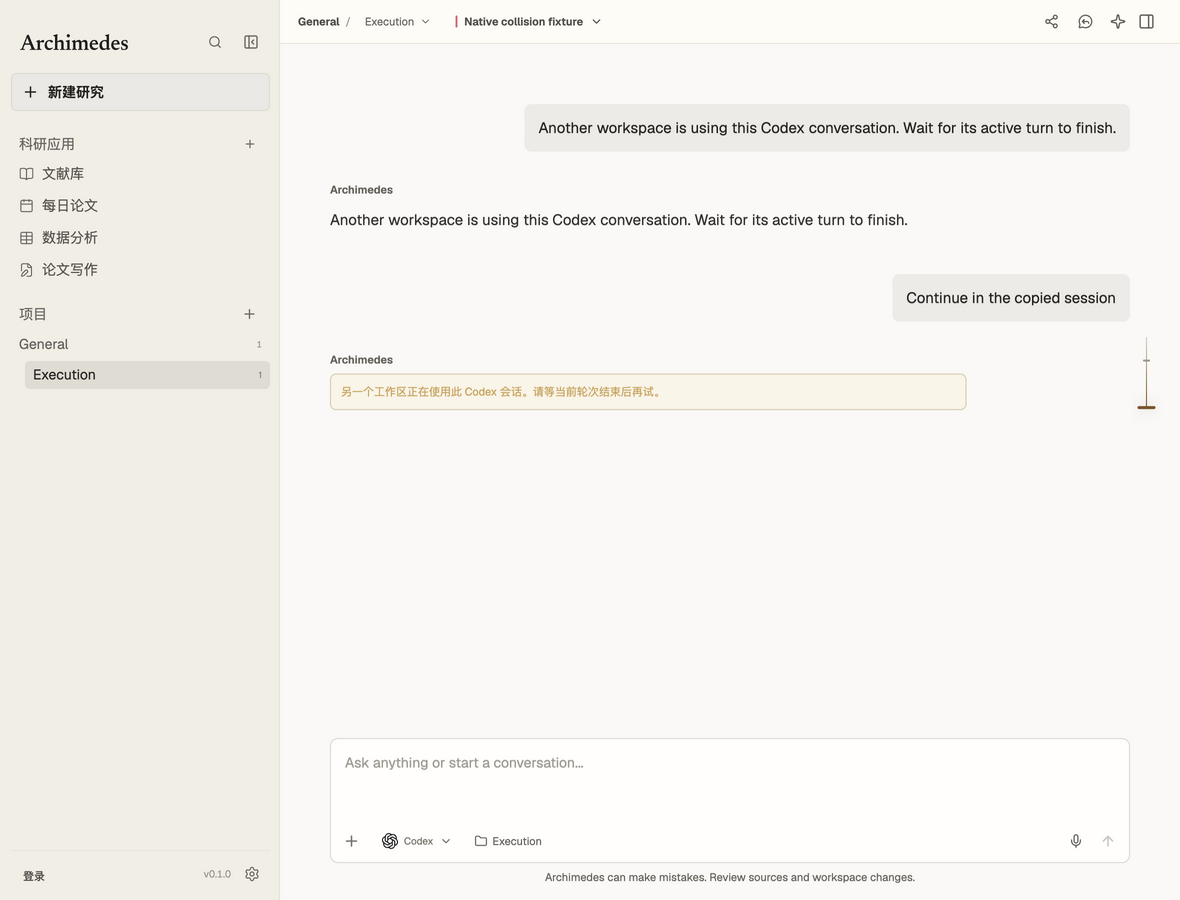 Archimedes
新建研究
科研应用
文献库
每日论文
数据分析
论文写作
项目
General 1
Execution 1
登录 v0.1.0
General / Execution Native collision fixture
Another workspace is using this Codex conversation. Wait for its active turn to finish.
Archimedes
Another workspace is using this Codex conversation. Wait for its active turn to finish.
Continue in the copied session
Archimedes
另一个工作区正在使用此 Codex 会话。请等当前轮次结束后再试。
Ask anything or start a conversation...
Codex Execution
Archimedes can make mistakes. Review sources and workspace changes.